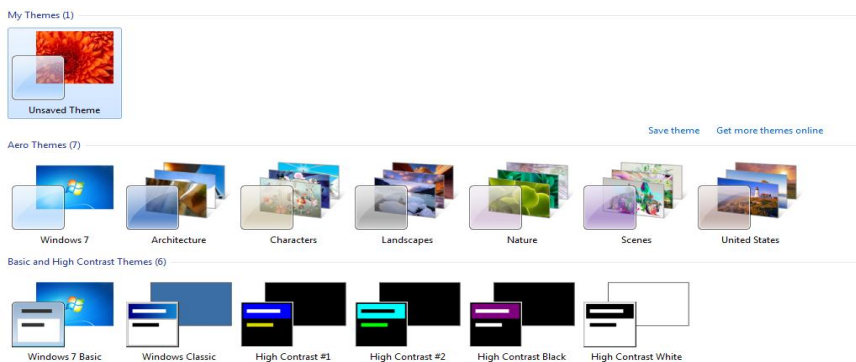 My Themes (1)
Unsaved Theme
Save theme Get more themes online
Aero Themes (7)
Windows 7 Architecture Characters Landscapes Nature Scenes United States
Basic and High Contrast Themes (6)
Windows 7 Basic Windows Classic High Contrast #1 High Contrast #2 High Contrast Black High Contrast White